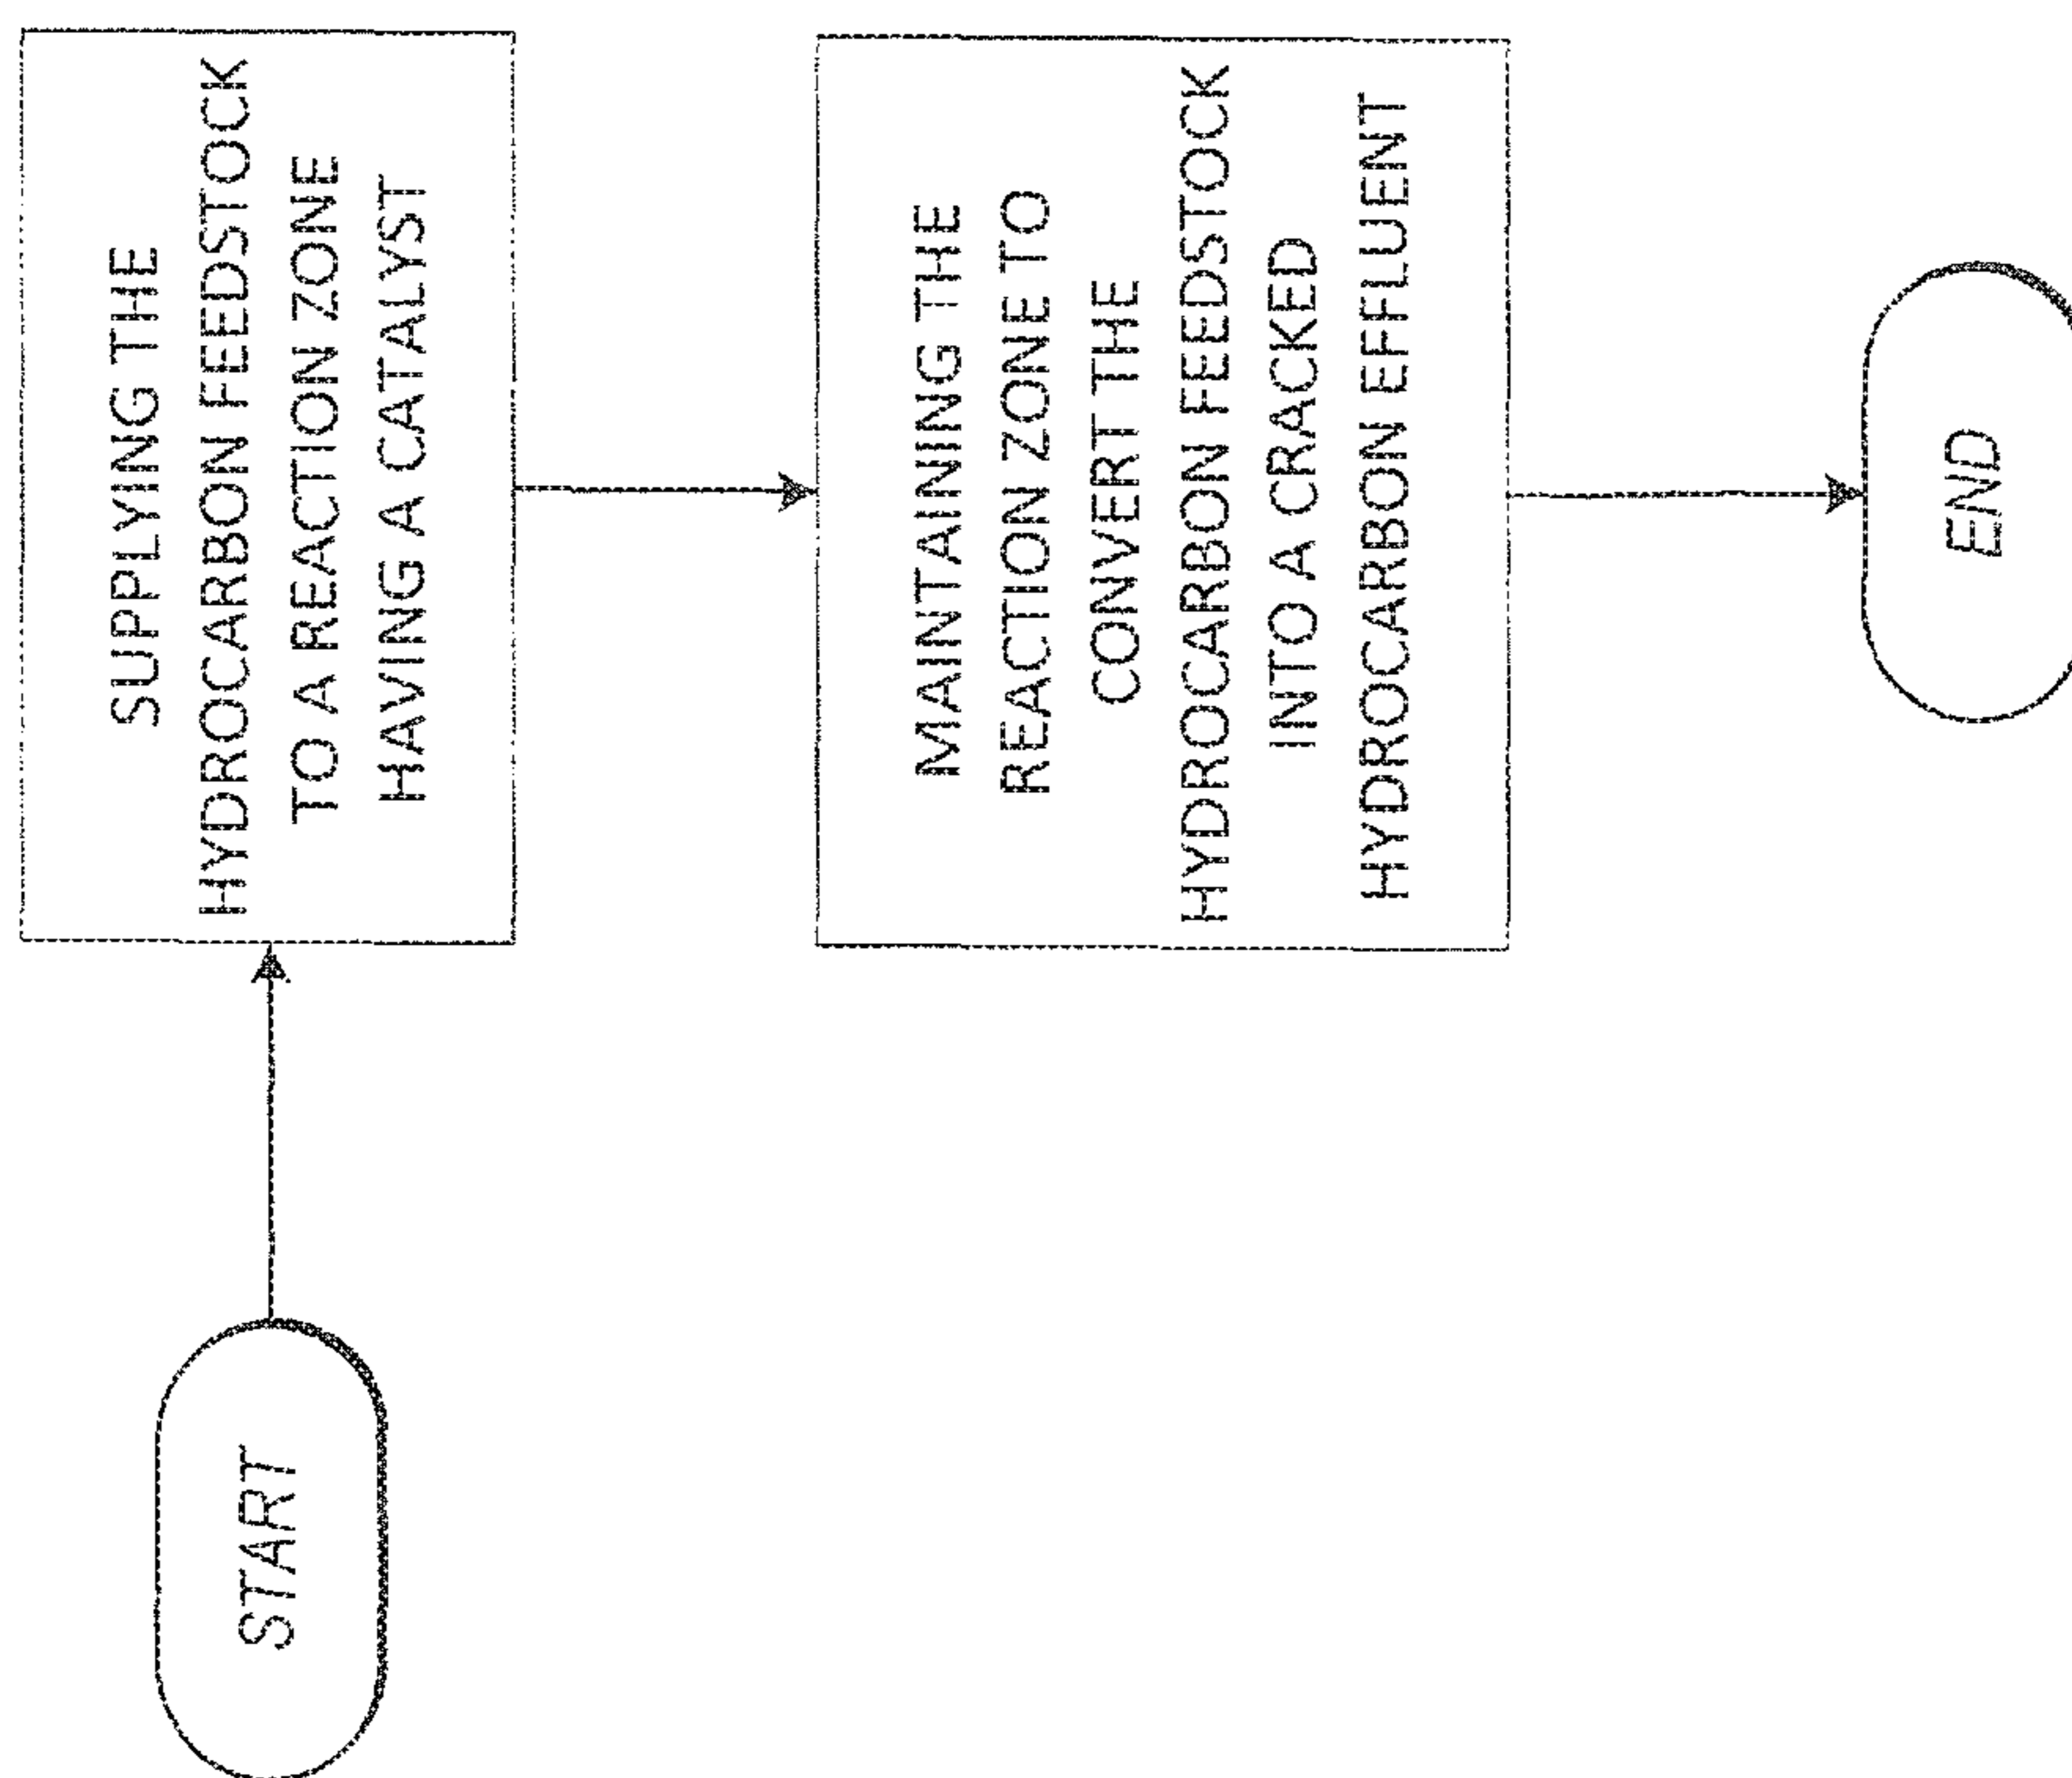 START
SUPPLYING THE
HYDROCARBON FEEDSTOCK
TO A REACTION ZONE
HAVING A CATALYST
MAINTAINING THE
REACTION ZONE TO
CONVERT THE
HYDROCARBON FEEDSTOCK
INTO A CRACKED
HYDROCARBON EFFLUENT
END